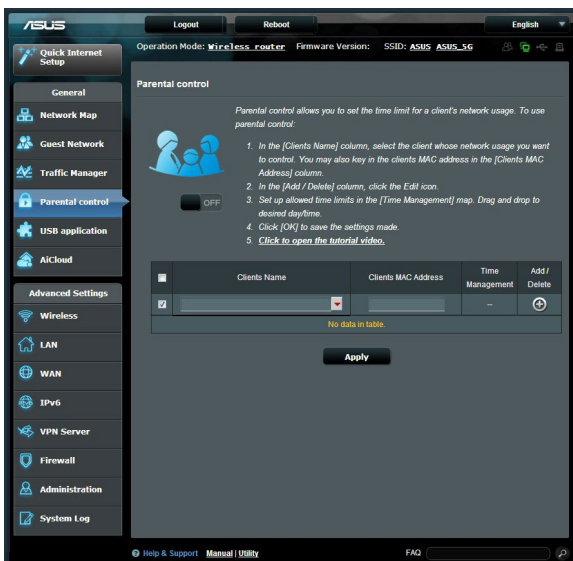 ASUS
Logout
Reboot
English
Operation Mode: Wireless router Firmware Version: SSID: ASUS ASUS_5G
Quick Internet
Setup
General
Network Map
Guest Network
Traffic Manager
Parental control
USB application
AiCloud
Advanced Settings
Wireless
LAN
WAN
IPv6
VPN Server
Firewall
Administration
System Log
Parental control
Parental control allows you to set the time limit for a client's network usage. To use
parental control:
1. In the [Clients Name] column, select the client whose network usage you want
to control. You may also key in the clients MAC address in the [Clients MAC
Address] column.
2. In the [Add / Delete] column, click the Edit icon.
3. Set up allowed time limits in the [Time Management] map. Drag and drop to
desired day/time.
4. Click [OK] to save the settings made.
5. Click to open the tutorial video.
OFF
Clients Name
Clients MAC Address
Time
Management
Add /
Delete
--
No data in table.
Apply
Help & Support Manual | Utility
FAQ